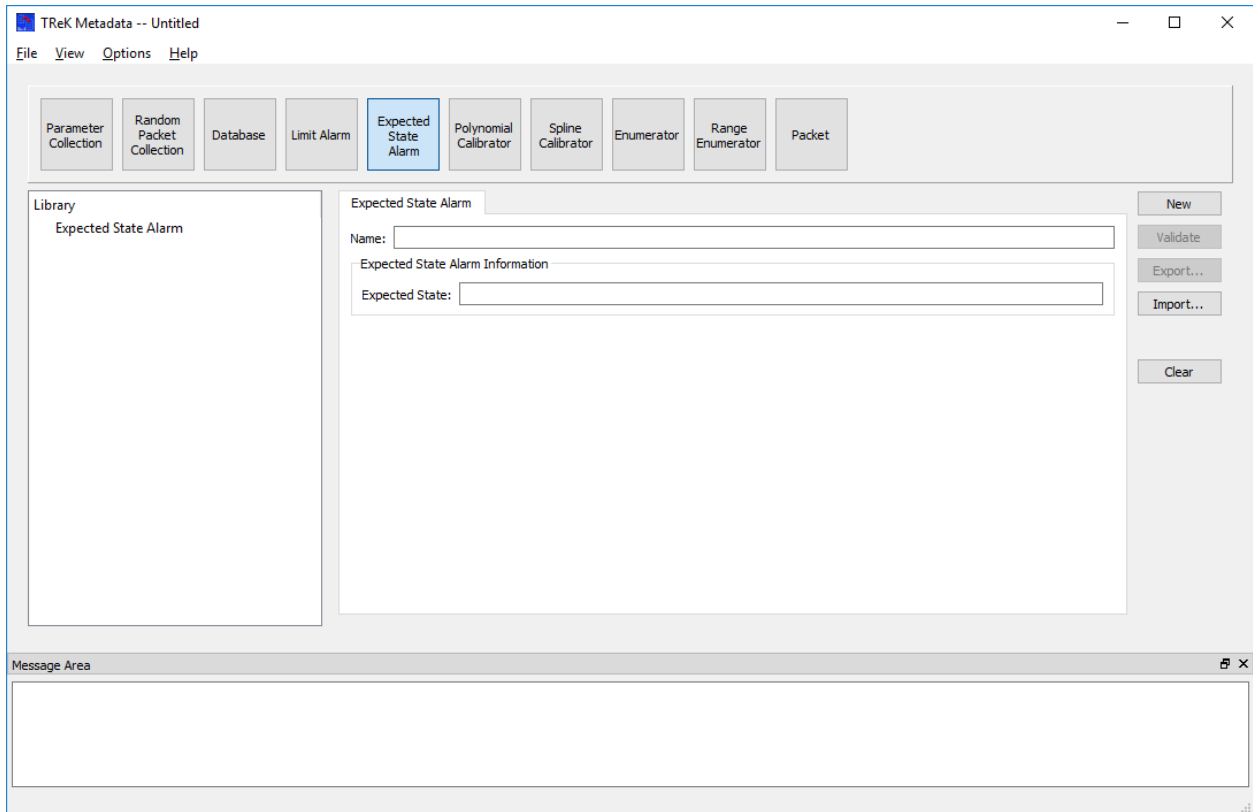 TReK Metadata -- Untitled
File View Options Help
Parameter
Collection
Random
Packet
Collection
Database
Limit Alarm
Expected
State
Alarm
Polynomial
Calibrator
Spline
Calibrator
Enumerator
Range
Enumerator
Packet
Library
Expected State Alarm
Expected State Alarm
Name:
Expected State Alarm Information
Expected State:
New
Validate
Export...
Import...
Clear
Message Area